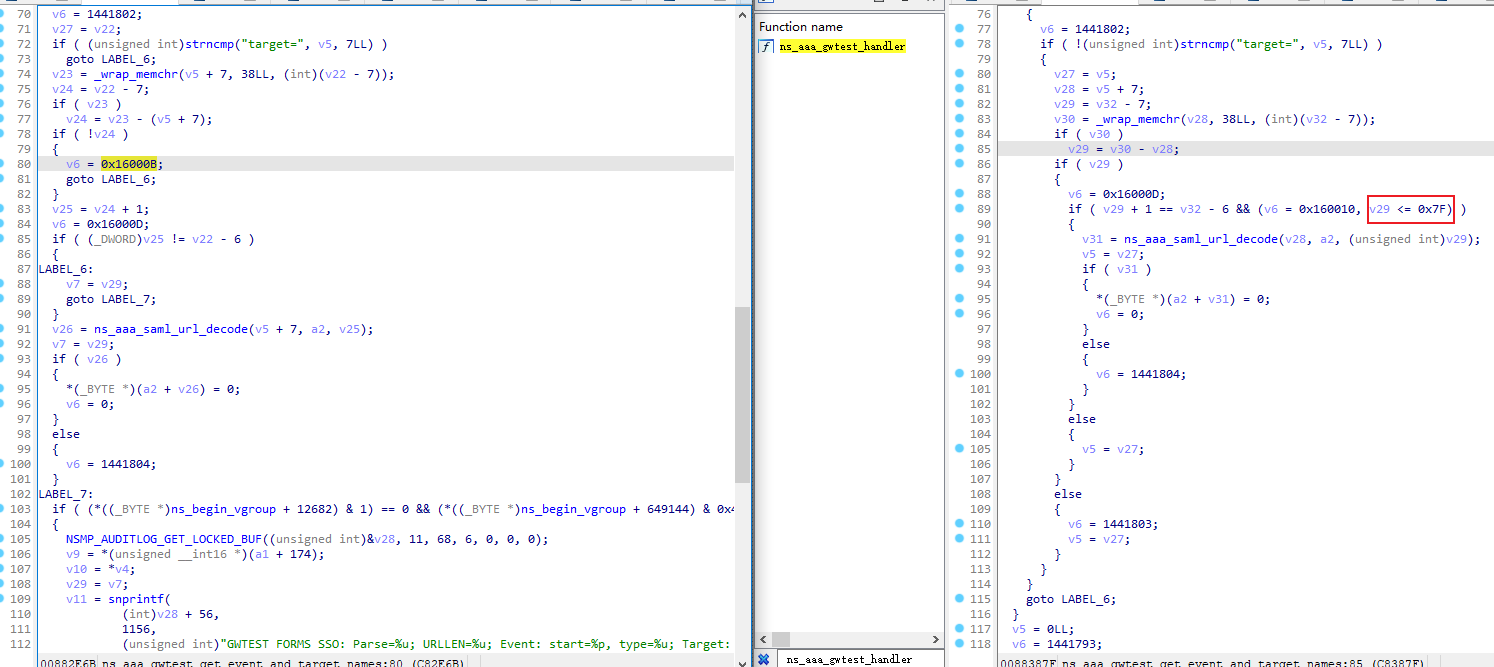 70 v6 = 1441802;
71 v27 = v22;
72 if ( (unsigned int)strncmp("target=", v5, 7LL) )
73 goto LABEL_6;
74 v23 = _wrap_memchr(v5 + 7, 38LL, (int)(v22 - 7));
75 v24 = v22 - 7;
76 if ( v23 )
77 v24 = v23 - (v5 + 7);
78 if ( !v24 )
79 {
80 v6 = 0x16000B;
81 goto LABEL_6;
82 }
83 v25 = v24 + 1;
84 v6 = 0x16000D;
85 if ( (_DWORD)v25 != v22 - 6 )
86 {
87 LABEL_6:
88 v7 = v29;
89 goto LABEL_7;
90 }
91 v26 = ns_aaa_saml_url_decode(v5 + 7, a2, v25);
92 v7 = v29;
93 if ( v26 )
94 {
95 *(_BYTE *)(a2 + v26) = 0;
96 v6 = 0;
97 }
98 else
99 {
100 v6 = 1441804;
101 }
102 LABEL_7:
103 if ( (*((_BYTE *)ns_begin_vgroup + 12682) & 1) == 0 && (*((_BYTE *)ns_begin_vgroup + 649144) & 0x4
104 {
105 NSMP_AUDITLOG_GET_LOCKED_BUF((unsigned int)&v28, 11, 68, 6, 0, 0, 0);
106 v9 = *(unsigned __int16 *)(a1 + 174);
107 v10 = *v4;
108 v29 = v7;
109 v11 = snprintf(
110 (int)v28 + 56,
111 1156,
112 (unsigned int)"GWTEST FORMS SSO: Parse=%u; URLLEN=%u; Event: start=%p, type=%u; Target:
00882E6B ns_aaa_gwtest_get_event_and_target_names:80 (C82E6B)
Function name
f ns_aaa_gwtest_handler
ns_aaa_gwtest_handler
76 {
77 v6 = 1441802;
78 if ( !(unsigned int)strncmp("target=", v5, 7LL) )
79 {
80 v27 = v5;
81 v28 = v5 + 7;
82 v29 = v32 - 7;
83 v30 = _wrap_memchr(v28, 38LL, (int)(v32 - 7));
84 if ( v30 )
85 v29 = v30 - v28;
86 if ( v29 )
87 {
88 v6 = 0x16000D;
89 if ( v29 + 1 == v32 - 6 && (v6 = 0x160010, v29 <= 0x7F) )
90 {
91 v31 = ns_aaa_saml_url_decode(v28, a2, (unsigned int)v29);
92 v5 = v27;
93 if ( v31 )
94 {
95 *(_BYTE *)(a2 + v31) = 0;
96 v6 = 0;
97 }
98 else
99 {
100 v6 = 1441804;
101 }
102 }
103 else
104 {
105 v5 = v27;
106 }
107 }
108 else
109 {
110 v6 = 1441803;
111 v5 = v27;
112 }
113 }
114 }
115 goto LABEL_6;
116 }
117 v5 = 0LL;
118 v6 = 1441793;
0088387F ns_aaa_gwtest_get_event_and_target_names:85 (C8387F)